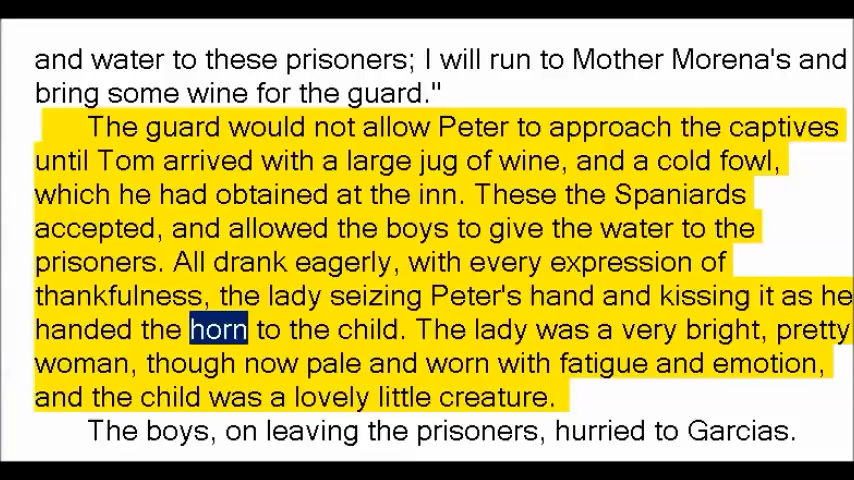 and water to these prisoners; I will run to Mother Morena's and
bring some wine for the guard."
The guard would not allow Peter to approach the captives
until Tom arrived with a large jug of wine, and a cold fowl,
which he had obtained at the inn. These the Spaniards
accepted, and allowed the boys to give the water to the
prisoners. All drank eagerly, with every expression of
thankfulness, the lady seizing Peter's hand and kissing it as he
handed the horn to the child. The lady was a very bright, pretty
woman, though now pale and worn with fatigue and emotion,
and the child was a lovely little creature.
The boys, on leaving the prisoners, hurried to Garcias.